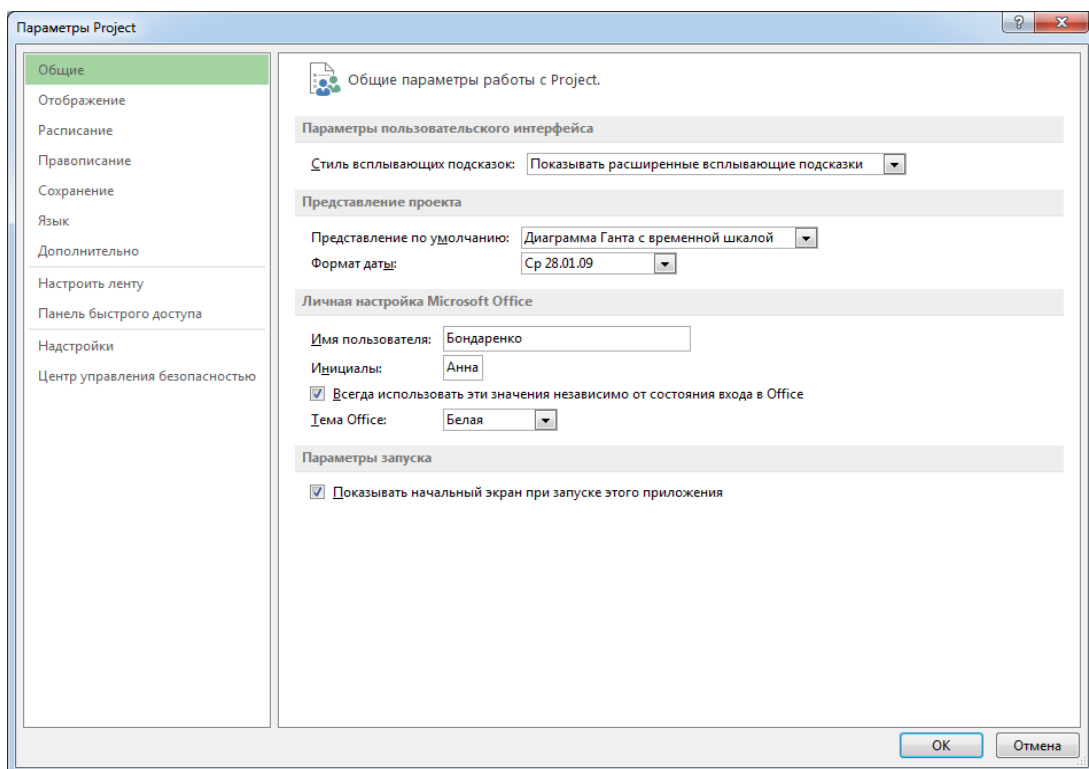 Параметры Project
Общие
Отображение
Расписание
Правописание
Сохранение
Язык
Дополнительно
Настроить ленту
Панель быстрого доступа
Надстройки
Центр управления безопасностью
Общие параметры работы с Project.
Параметры пользовательского интерфейса
Стиль всплывающих подсказок: Показывать расширенные всплывающие подсказки
Представление проекта
Представление по умолчанию: Диаграмма Ганта с временной шкалой
Формат даты: Ср 28.01.09
Личная настройка Microsoft Office
Имя пользователя: Бондаренко
Инициалы: Анна
Всегда использовать эти значения независимо от состояния входа в Office
Тема Office: Белая
Параметры запуска
Показывать начальный экран при запуске этого приложения
ОК Отмена